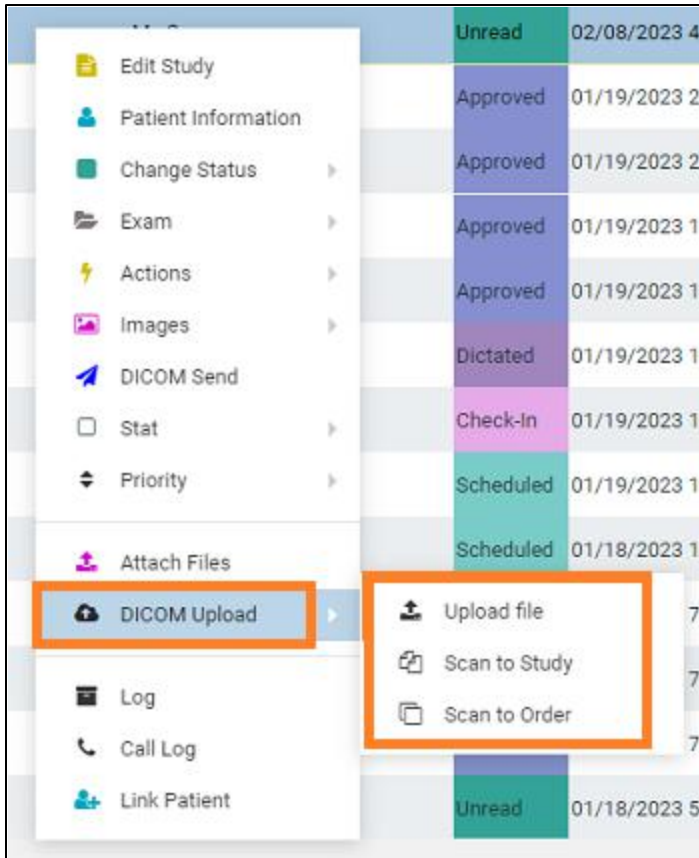 Unread 02/08/2023 4
Edit Study
Approved 01/19/2023 2
Patient Information
Change Status
Approved 01/19/2023 2
Exam
Approved 01/19/2023 1
Actions
Approved 01/19/2023 1
Images
Dictated 01/19/2023 1
DICOM Send
Stat
Check-In 01/19/2023 1
Priority
Scheduled 01/19/2023 1
Attach Files
Scheduled 01/18/2023 1
DICOM Upload
Upload file
7
Scan to Study
7
Scan to Order
7
Log
Call Log
Link Patient
Unread 01/18/2023 5